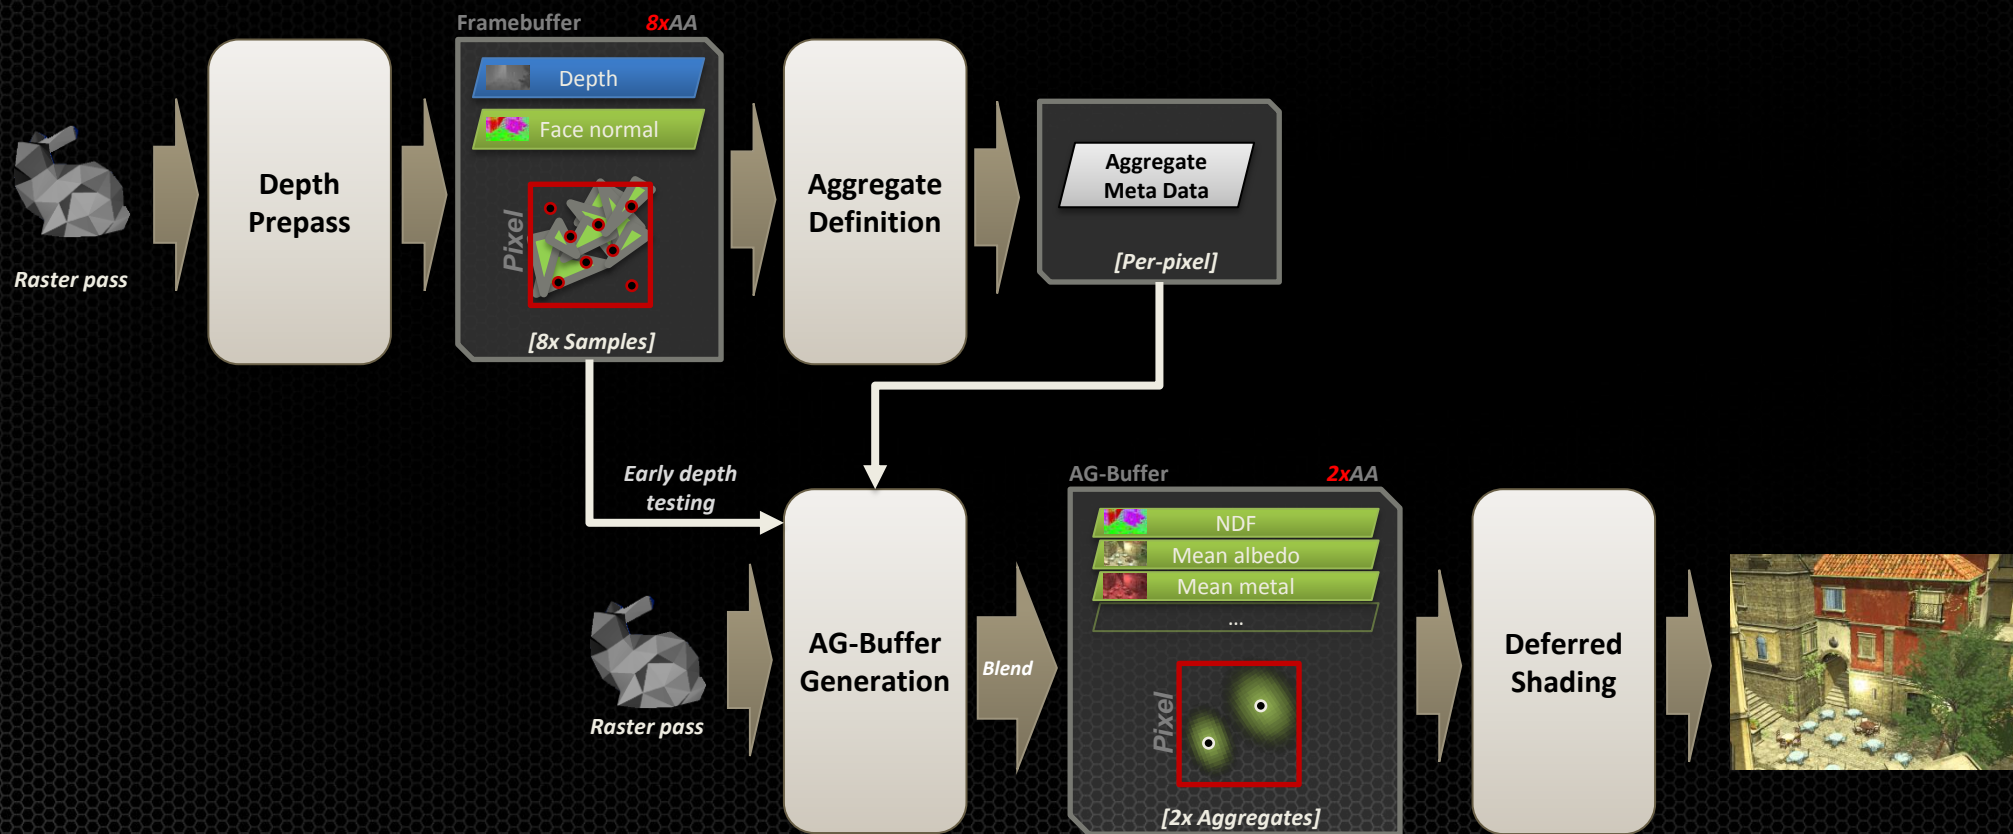 Framebuffer 8xAA
Depth
Face normal
Depth
Prepass
Pixel
[8x Samples]
Raster pass
Aggregate
Definition
Aggregate
Meta Data
[Per-pixel]
Early depth
testing
AG-Buffer 2xAA
NDF
Mean albedo
Mean metal
...
AG-Buffer
Generation
Blend
Pixel
[2x Aggregates]
Raster pass
Deferred
Shading